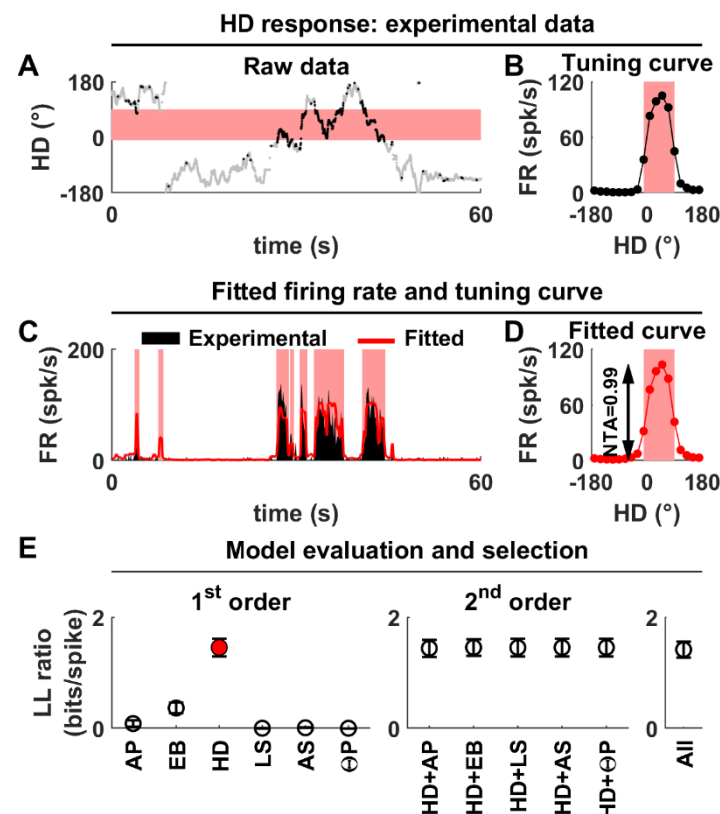 HD response: experimental data
A
Raw data
HD (°)
180
0
-180
0
60
time (s)
B
Tuning curve
FR (spk/s)
120
60
0
-180
0
180
HD (°)
Fitted firing rate and tuning curve
C
Experimental
Fitted
FR (spk/s)
200
0
0
60
time (s)
D
Fitted curve
FR (spk/s)
120
60
0
NTA=0.99
-180
0
180
HD (°)
E
Model evaluation and selection
1st order
LL ratio
(bits/spike)
2
0
AP
EB
HD
LS
AS
ΘP
2nd order
2
0
HD+AP
HD+EB
HD+LS
HD+AS
HD+ΘP
2
0
All